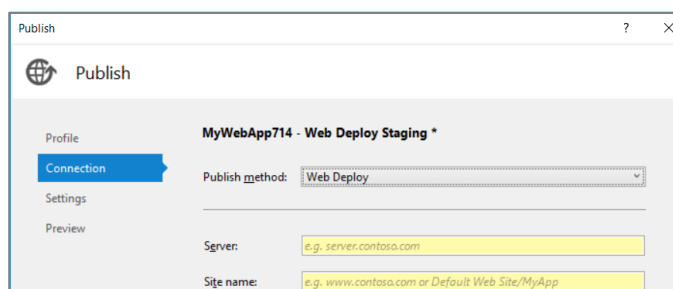 Publish ?
Publish
Profile
Connection
Settings
Preview
MyWebApp714 - Web Deploy Staging *
Publish method: Web Deploy
Server: e.g. server.contoso.com
Site name: e.g. www.contoso.com or Default Web Site/MyApp